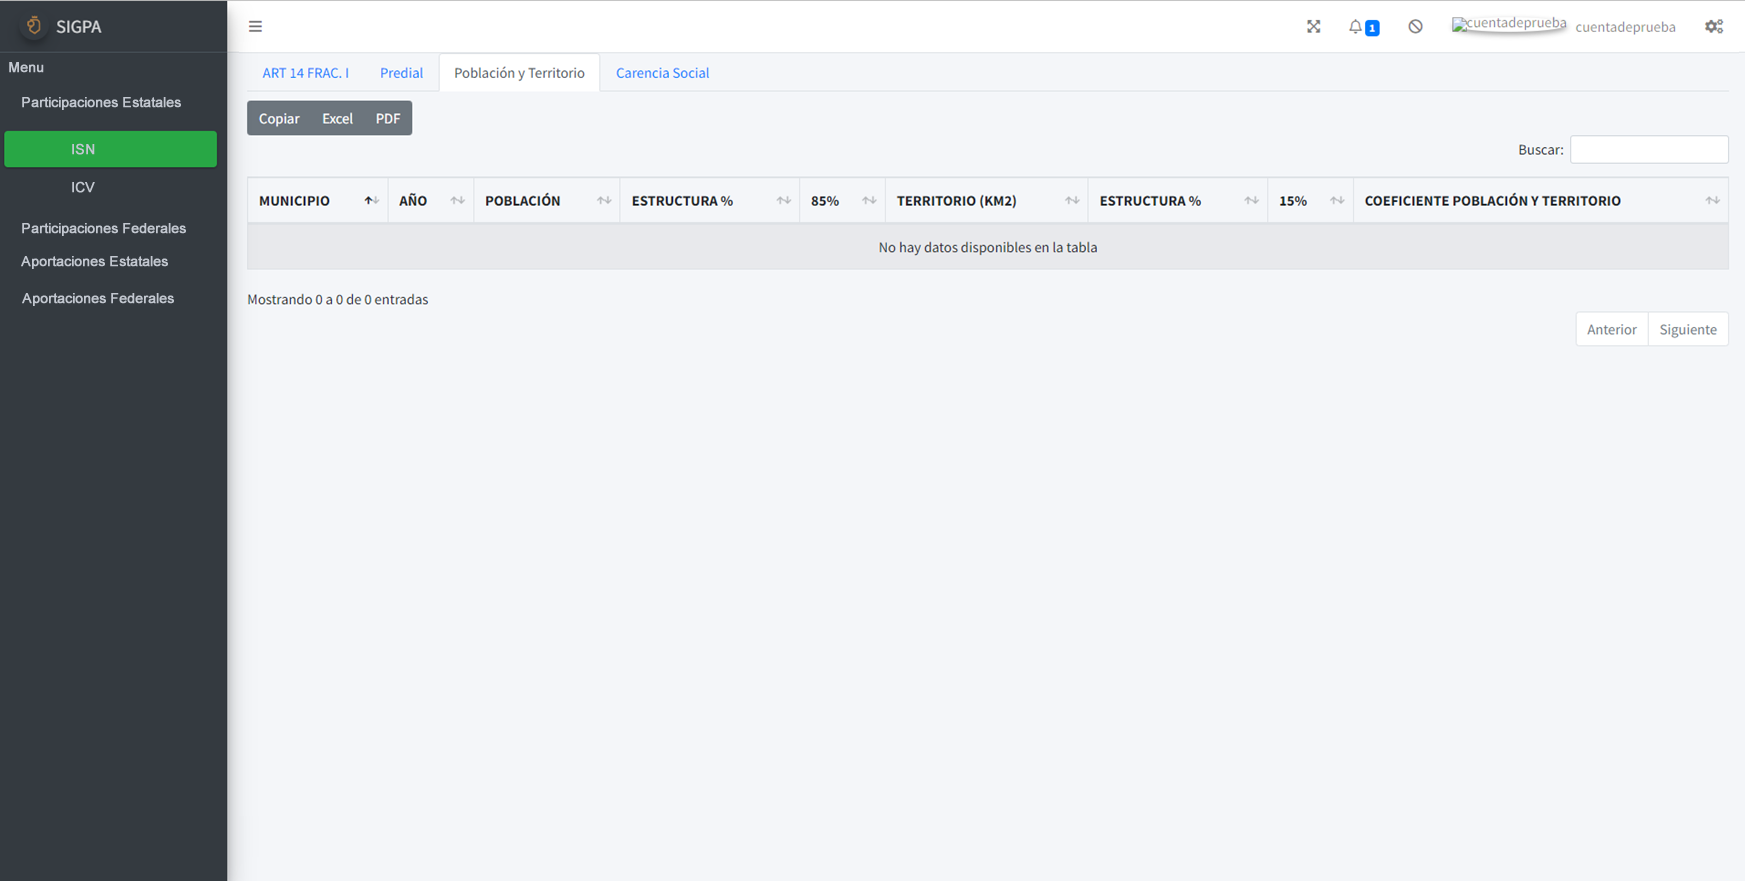 SIGPA
1
cuentadeprueba
cuentadeprueba
Menu
Participaciones Estatales
ISN
ICV
Participaciones Federales
Aportaciones Estatales
Aportaciones Federales
ART 14 FRAC. I
Predial
Población y Territorio
Carencia Social
Copiar
Excel
PDF
Buscar:
MUNICIPIO
AÑO
POBLACIÓN
ESTRUCTURA %
85%
TERRITORIO (KM2)
ESTRUCTURA %
15%
COEFICIENTE POBLACIÓN Y TERRITORIO
No hay datos disponibles en la tabla
Mostrando 0 a 0 de 0 entradas
Anterior
Siguiente